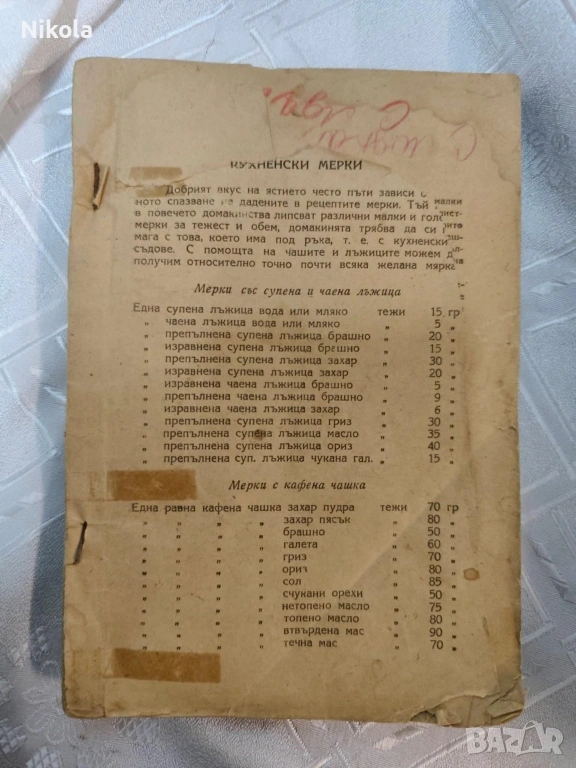 Nikola
КУХНЕНСКИ МЕРКИ
Добрият вкус на ястието често пъти зависи
ното спазване на дадените в рецептите мерки. Тъй
в повечето домакинства липсват различни малки и
мерки за тежест и обем, домакинята трябва да си
мага с това, което има под ръка, т. е. с кухненски
съдове. С помощта на чашите и лъжиците можем
получим относително точно почти всяка желана мярка
Мерки със супена и чаена лъжица
Една супена лъжица вода или мляко тежи 15 гр
„ чаена лъжица вода или мляко „ 5 „
„ препълнена супена лъжица брашно „ 20 „
„ изравнена супена лъжица брешно „ 15 „
„ препълнена супена лъжица захар „ 30 „
„ изравнена супена лъжица захар „ 20 „
„ изравнена чаена лъжица брашно „ 5 „
„ препълнена чаена лъжица брашно „ 9 „
„ изравнена чаена лъжица захар „ 6 „
„ препълнена супена лъжица гриз „ 30 „
„ препълнена супена лъжица масло „ 35 „
„ препълнена супена лъжица ориз „ 40 „
„ препълнена суп. лъжица чукана гал. „ 15 „
Мерки с кафена чашка
Една равна кафена чашка захар пудра тежи 70 гр
„ „ „ „ захар пясък „ 80 „
„ „ „ „ брашно „ 50 „
„ „ „ „ галета „ 60 „
„ „ „ „ гриз „ 70 „
„ „ „ „ ориз „ 80 „
„ „ „ „ сол „ 85 „
„ „ „ „ счукани орехи „ 50 „
„ „ „ „ нетопено масло „ 75 „
„ „ „ „ топено масло „ 80 „
„ „ „ „ втвърдена мас „ 90 „
„ „ „ „ течна мас „ 70 „
BAZAR